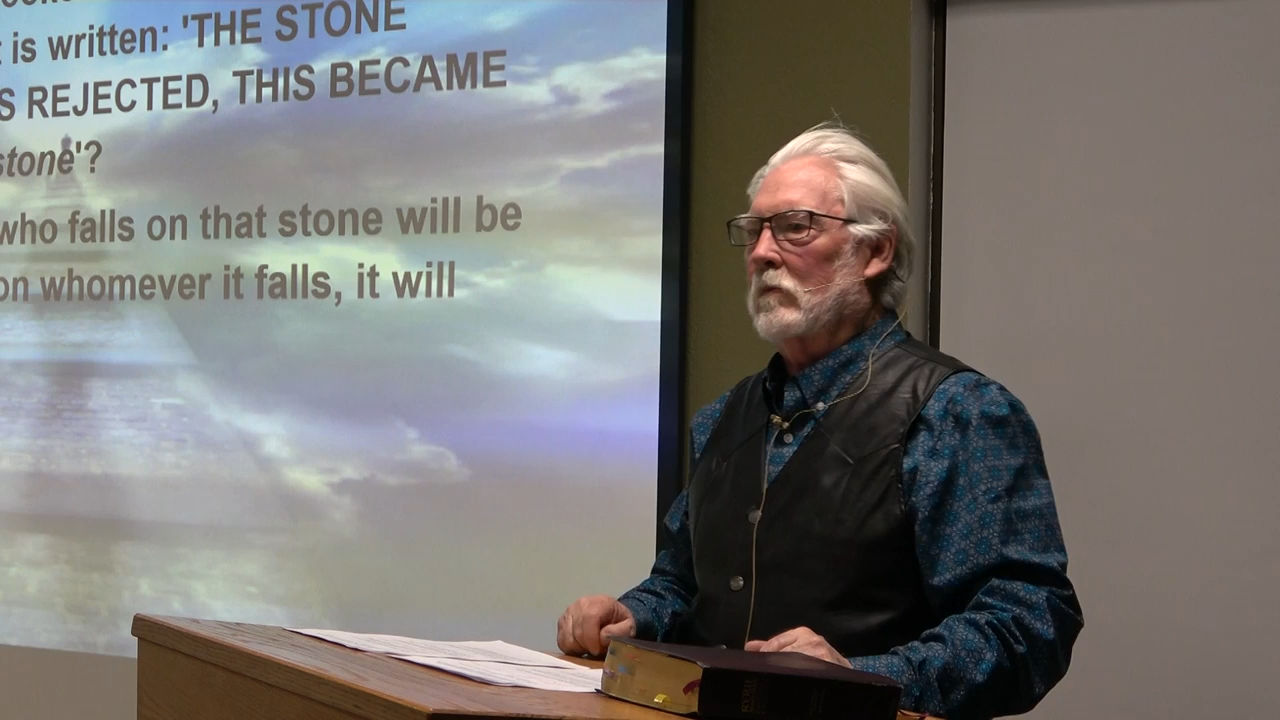 is written: 'THE STONE
REJECTED, THIS BECAME
stone'?
who falls on that stone will be
on whomever it falls, it will